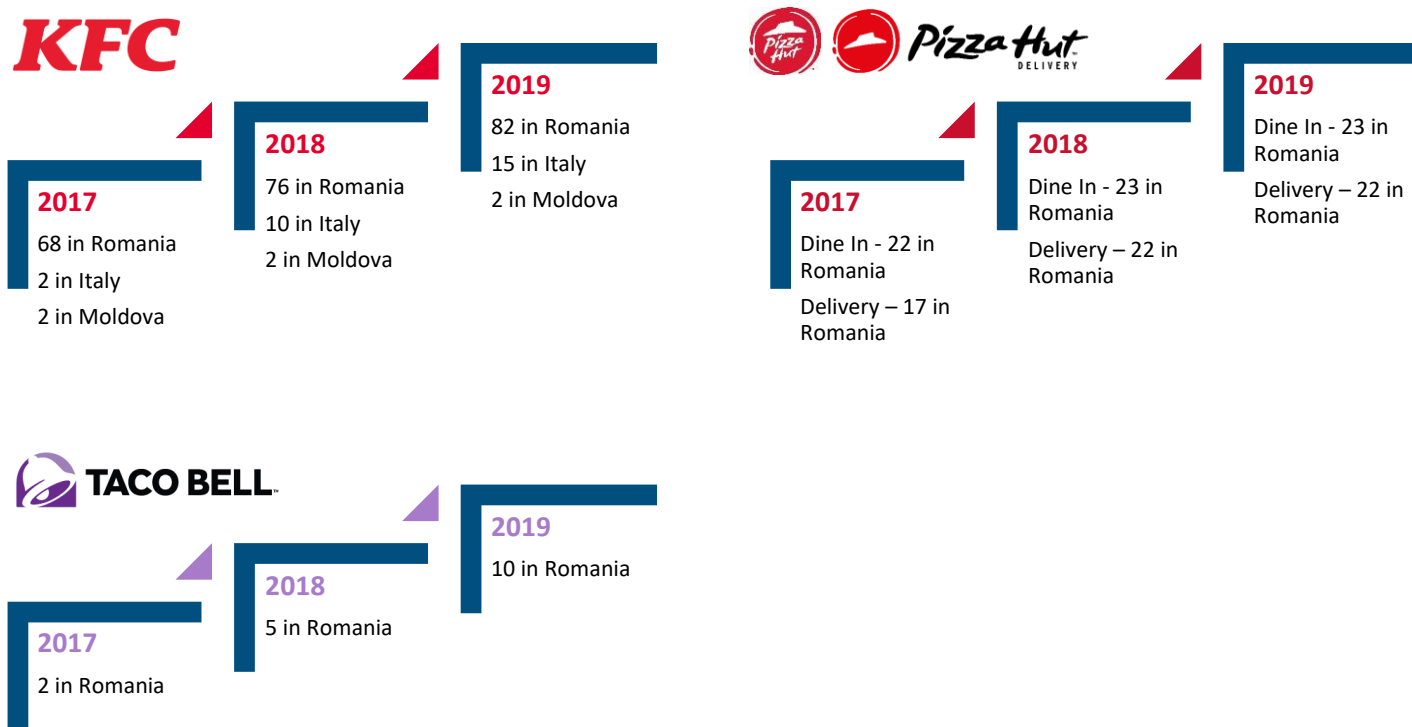 KFC
2017
68 in Romania
2 in Italy
2 in Moldova
2018
76 in Romania
10 in Italy
2 in Moldova
2019
82 in Romania
15 in Italy
2 in Moldova
Pizza
Hut
Pizza Hut
DELIVERY
2017
Dine In - 22 in
Romania
Delivery – 17 in
Romania
2018
Dine In - 23 in
Romania
Delivery – 22 in
Romania
2019
Dine In - 23 in
Romania
Delivery – 22 in
Romania
TACO BELL
2017
2 in Romania
2018
5 in Romania
2019
10 in Romania